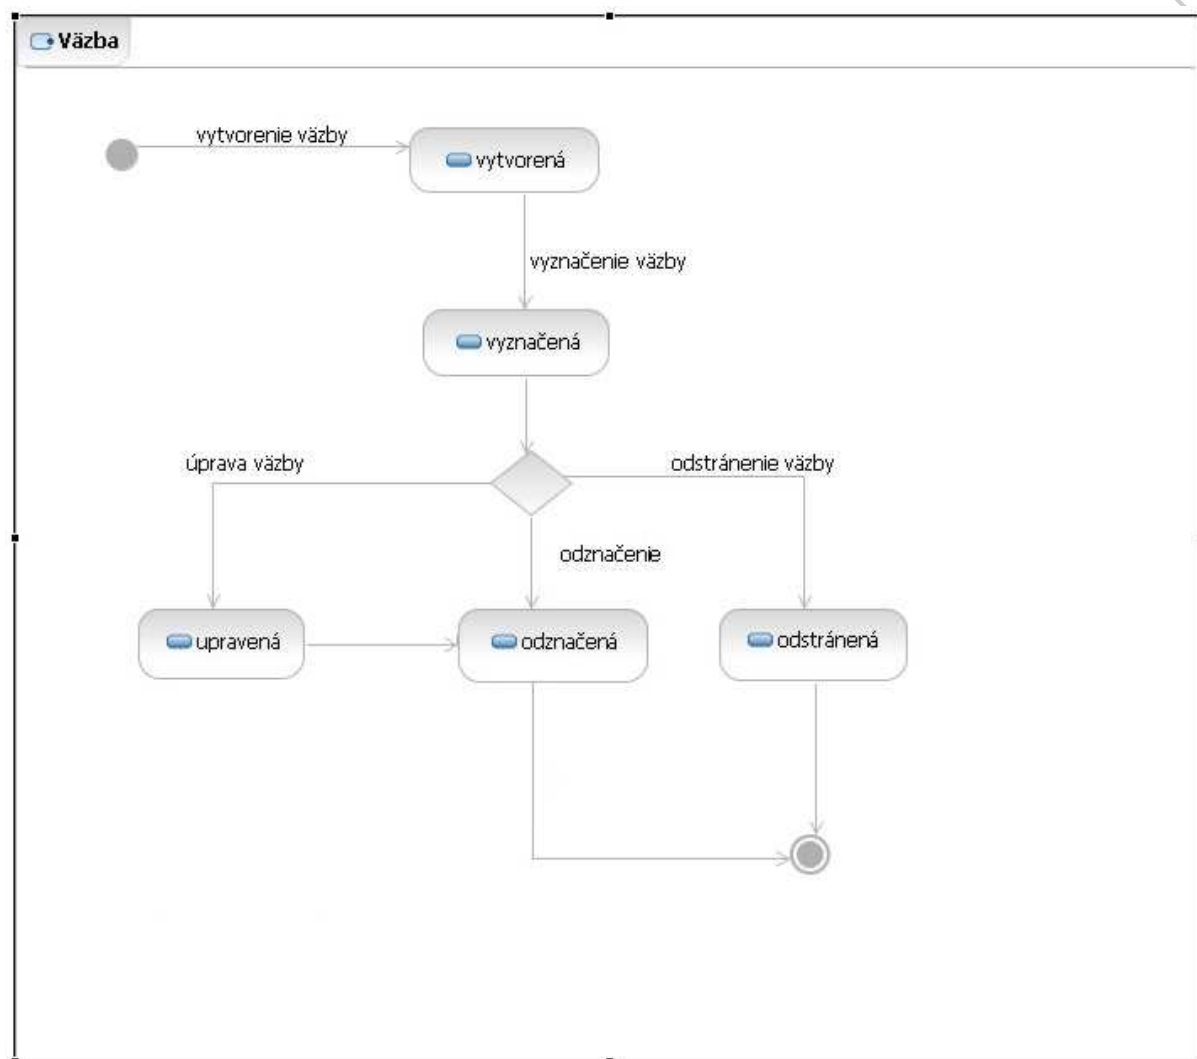 Väzba
vytvorenie väzby
vytvorená
vyznačenie väzby
vyznačená
úprava väzby
odstránenie väzby
odznačenie
upravená
odznačená
odstránená